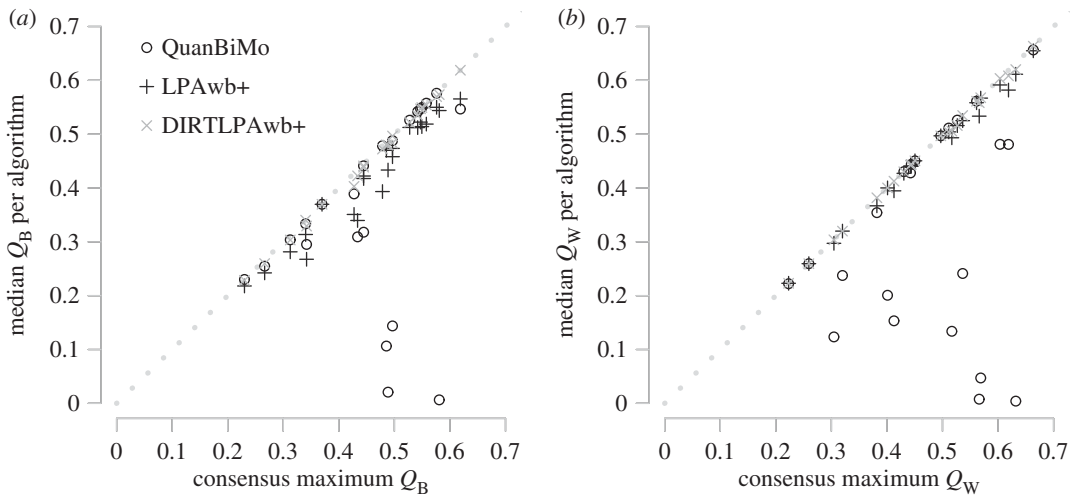 (a)
0.7
0.6
0.5
0.4
0.3
0.2
0.1
0
median Q_B per algorithm
QuanBiMo
LPAwb+
DIRTLPAwb+
0 0.1 0.2 0.3 0.4 0.5 0.6 0.7
consensus maximum Q_B
(b)
0.7
0.6
0.5
0.4
0.3
0.2
0.1
0
median Q_W per algorithm
0 0.1 0.2 0.3 0.4 0.5 0.6 0.7
consensus maximum Q_W